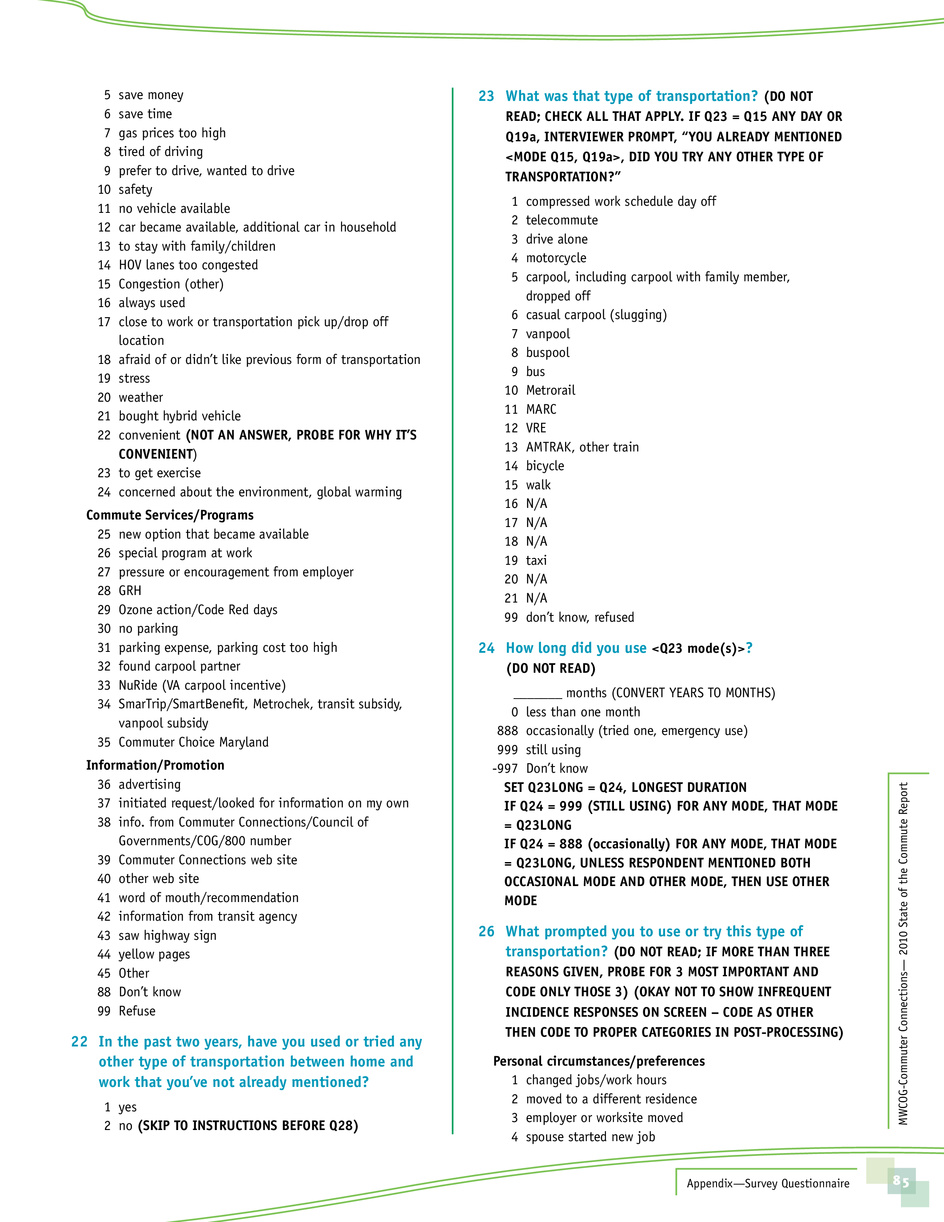 5 save money
6 save time
7 gas prices too high
8 tired of driving
9 prefer to drive, wanted to drive
10 safety
11 no vehicle available
12 car became available, additional car in household
13 to stay with family/children
14 HOV lanes too congested
15 Congestion (other)
16 always used
17 close to work or transportation pick up/drop off
location
18 afraid of or didn't like previous form of transportation
19 stress
20 weather
21 bought hybrid vehicle
22 convenient (NOT AN ANSWER, PROBE FOR WHY IT'S
CONVENIENT)
23 to get exercise
24 concerned about the environment, global warming
Commute Services/Programs
25 new option that became available
26 special program at work
27 pressure or encouragement from employer
28 GRH
29 Ozone action/Code Red days
30 no parking
31 parking expense, parking cost too high
32 found carpool partner
33 NuRide (VA carpool incentive)
34 SmarTrip/SmartBenefit, Metrochek, transit subsidy,
vanpool subsidy
35 Commuter Choice Maryland
Information/Promotion
36 advertising
37 initiated request/looked for information on my own
38 info. from Commuter Connections/Council of
Governments/COG/800 number
39 Commuter Connections web site
40 other web site
41 word of mouth/recommendation
42 information from transit agency
43 saw highway sign
44 yellow pages
45 Other
88 Don't know
99 Refuse
22 In the past two years, have you used or tried any
other type of transportation between home and
work that you've not already mentioned?
1 yes
2 no (SKIP TO INSTRUCTIONS BEFORE Q28)
23 What was that type of transportation? (DO NOT
READ; CHECK ALL THAT APPLY. IF Q23 = Q15 ANY DAY OR
Q19a, INTERVIEWER PROMPT, "YOU ALREADY MENTIONED
<MODE Q15, Q19a>, DID YOU TRY ANY OTHER TYPE OF
TRANSPORTATION?"
1 compressed work schedule day off
2 telecommute
3 drive alone
4 motorcycle
5 carpool, including carpool with family member,
dropped off
6 casual carpool (slugging)
7 vanpool
8 buspool
9 bus
10 Metrorail
11 MARC
12 VRE
13 AMTRAK, other train
14 bicycle
15 walk
16 N/A
17 N/A
18 N/A
19 taxi
20 N/A
21 N/A
99 don't know, refused
24 How long did you use <Q23 mode(s)>?
(DO NOT READ)
_______ months (CONVERT YEARS TO MONTHS)
0 less than one month
888 occasionally (tried one, emergency use)
999 still using
-997 Don't know
SET Q23LONG = Q24, LONGEST DURATION
IF Q24 = 999 (STILL USING) FOR ANY MODE, THAT MODE
= Q23LONG
IF Q24 = 888 (occasionally) FOR ANY MODE, THAT MODE
= Q23LONG, UNLESS RESPONDENT MENTIONED BOTH
OCCASIONAL MODE AND OTHER MODE, THEN USE OTHER
MODE
26 What prompted you to use or try this type of
transportation? (DO NOT READ; IF MORE THAN THREE
REASONS GIVEN, PROBE FOR 3 MOST IMPORTANT AND
CODE ONLY THOSE 3) (OKAY NOT TO SHOW INFREQUENT
INCIDENCE RESPONSES ON SCREEN – CODE AS OTHER
THEN CODE TO PROPER CATEGORIES IN POST-PROCESSING)
Personal circumstances/preferences
1 changed jobs/work hours
2 moved to a different residence
3 employer or worksite moved
4 spouse started new job
MWCOG-Commuter Connections— 2010 State of the Commute Report
Appendix—Survey Questionnaire
85